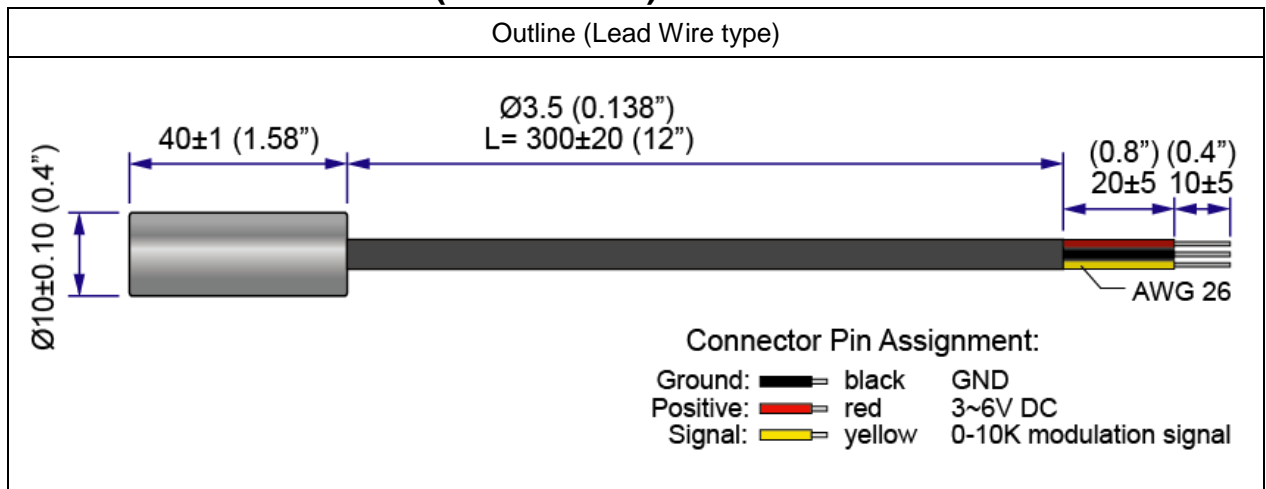 Outline (Lead Wire type)
Ø3.5 (0.138”)
40±1 (1.58”)
L= 300±20 (12”)
(0.8”) (0.4”)
20±5 10±5
Ø10±0.10 (0.4”)
AWG 26
Connector Pin Assignment:
Ground: black GND
Positive: red 3~6V DC
Signal: yellow 0-10K modulation signal